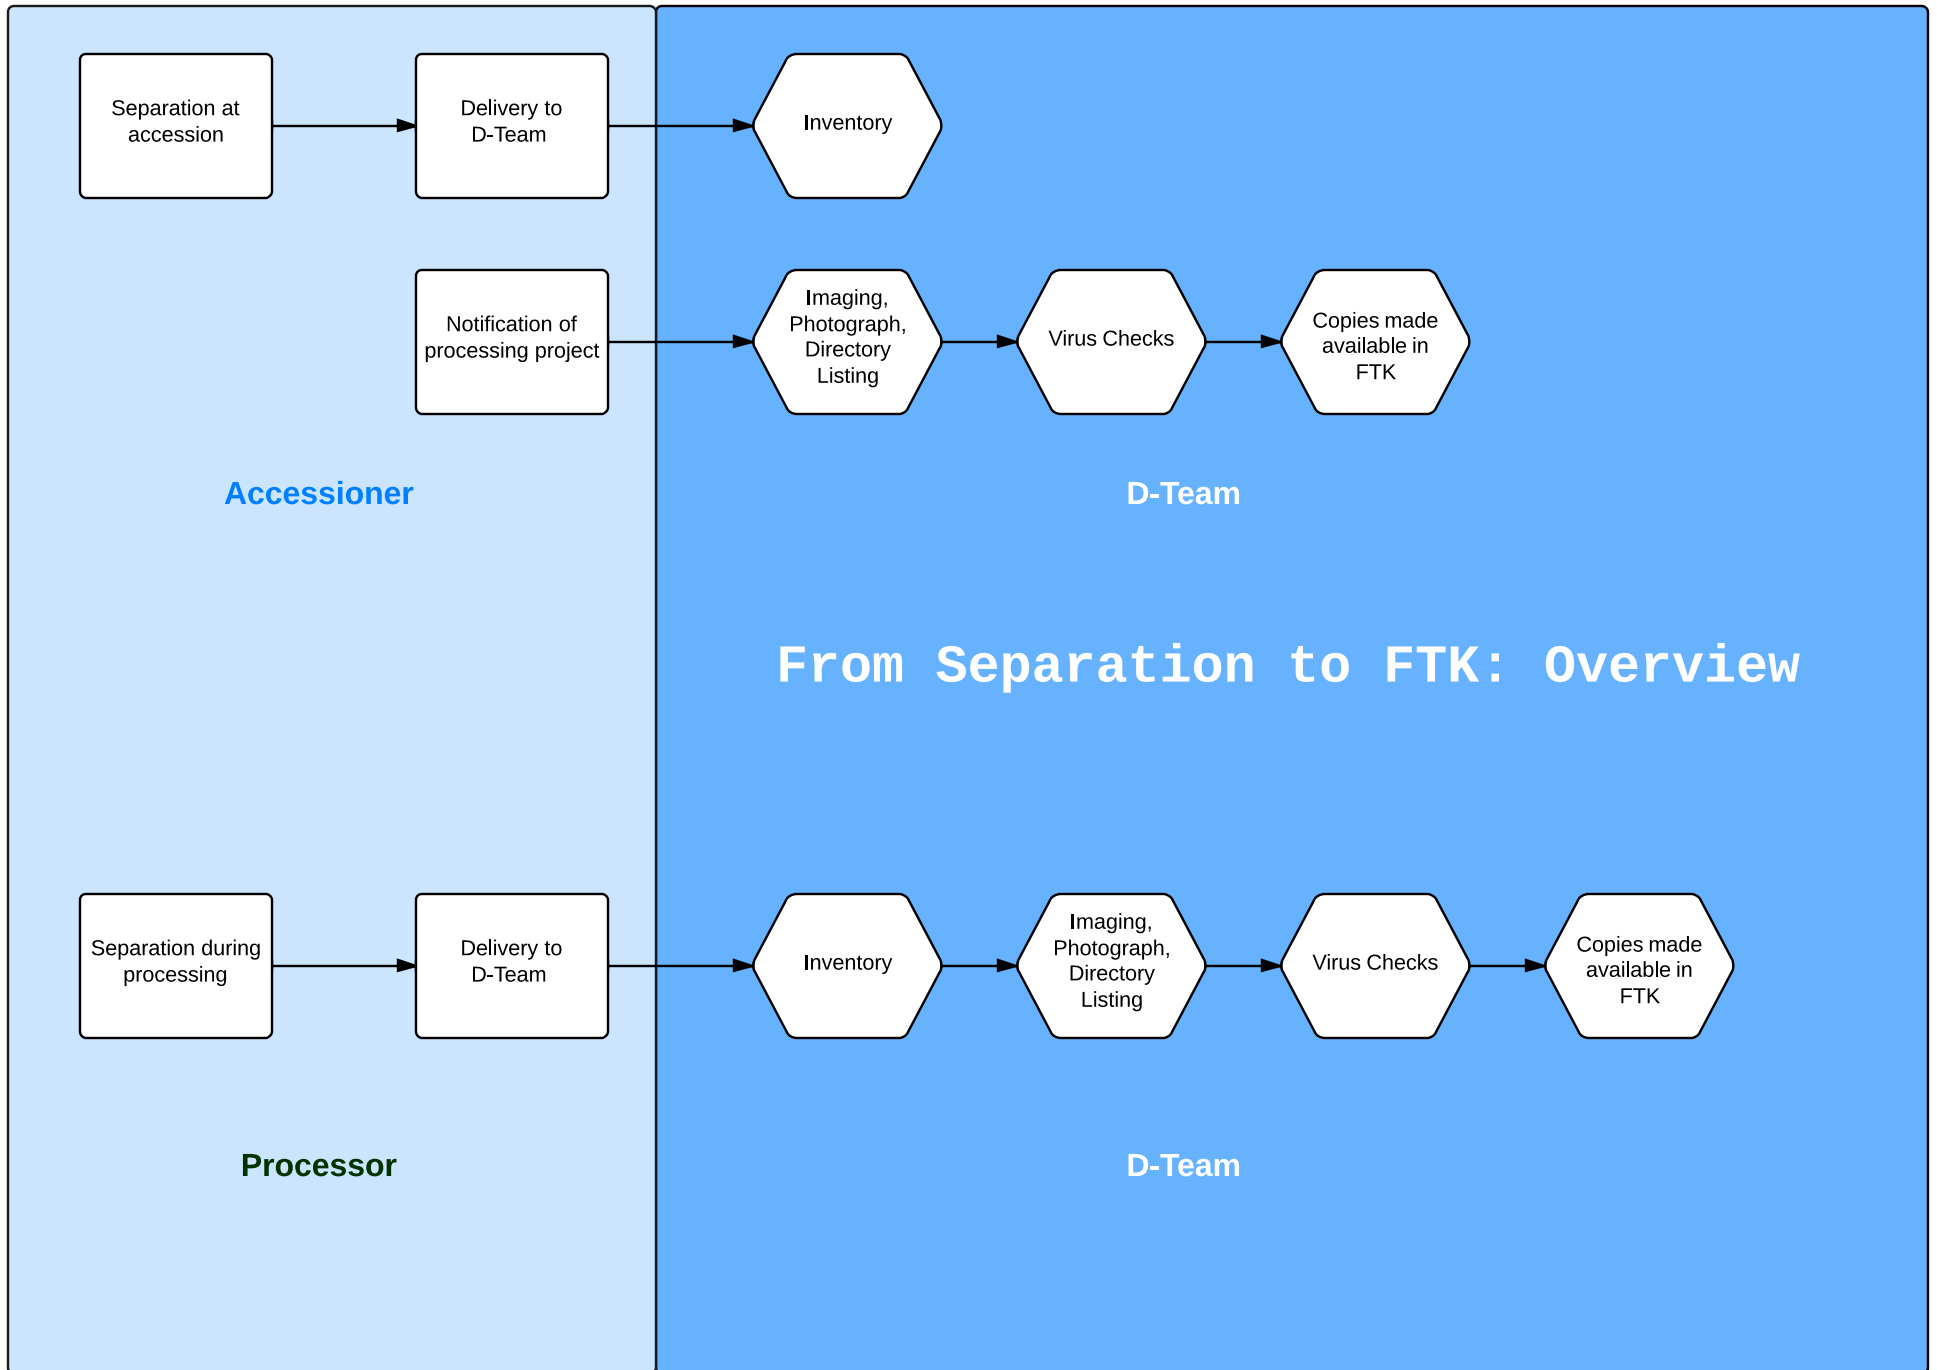 Separation at
accession
Delivery to
D-Team
Inventory
Notification of
processing project
Imaging,
Photograph,
Directory
Listing
Virus Checks
Copies made
available in
FTK
Accessioner
D-Team
From Separation to FTK: Overview
Separation during
processing
Delivery to
D-Team
Inventory
Imaging,
Photograph,
Directory
Listing
Virus Checks
Copies made
available in
FTK
Processor
D-Team